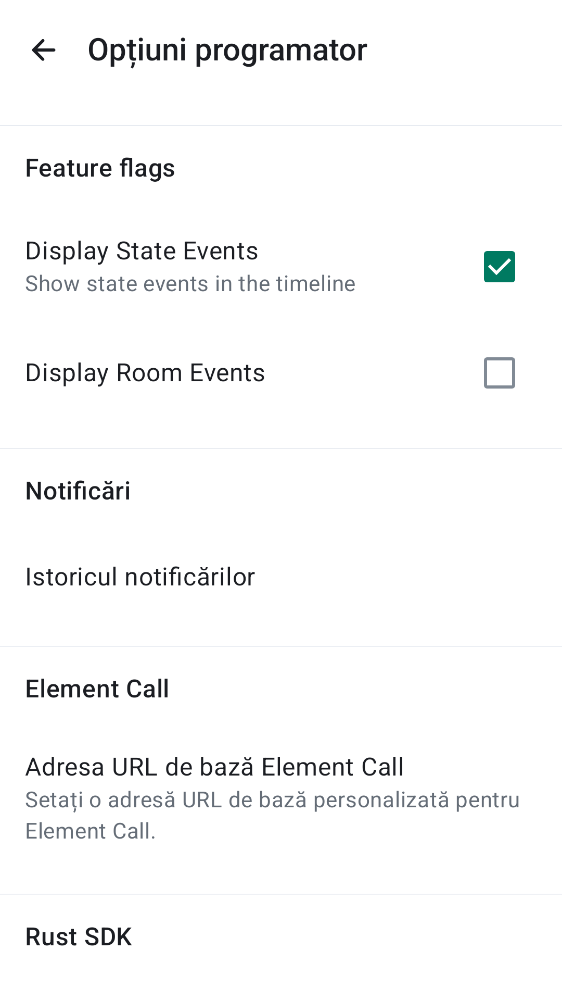 Opțiuni programator
Feature flags
Display State Events
Show state events in the timeline
Display Room Events
Notificări
Istoricul notificărilor
Element Call
Adresa URL de bază Element Call
Setați o adresă URL de bază personalizată pentru
Element Call.
Rust SDK